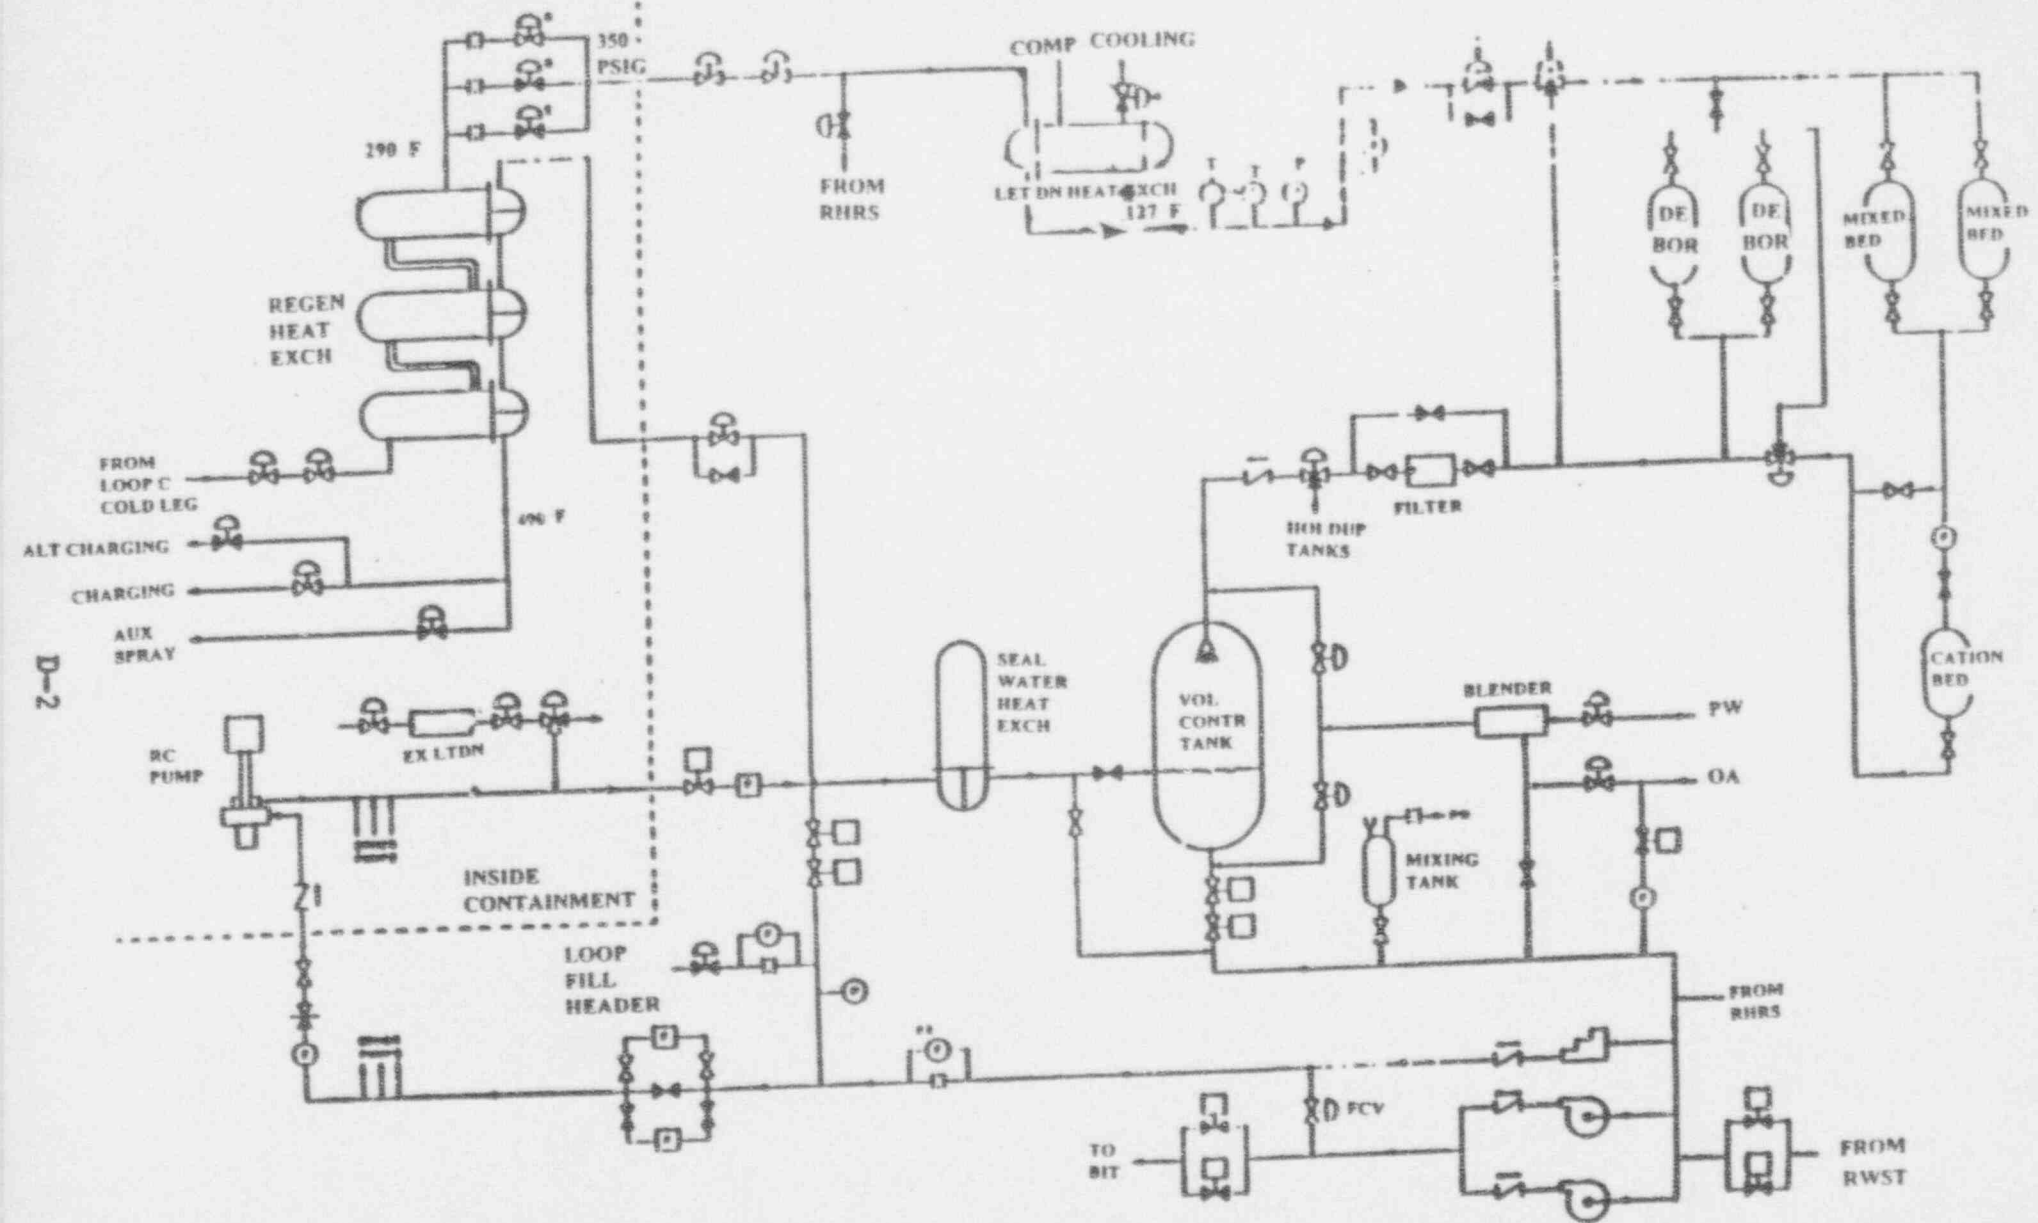 350
PSIG
COMP COOLING
290 F
FROM
RHRS
LET DN HEAT EXCH
127 F
T
T
P
DE
BOR
DE
BOR
MIXED
BED
MIXED
BED
REGEN
HEAT
EXCH
FROM
LOOP C
COLD LEG
ALT CHARGING
CHARGING
AUX
SPRAY
FILTER
HOLDUP
TANKS
D-2
SEAL
WATER
HEAT
EXCH
VOL
CONTR
TANK
BLENDER
PW
OA
CATION
BED
EX LTDN
RC
PUMP
MIXING
TANK
INSIDE
CONTAINMENT
LOOP
FILL
HEADER
FROM
RHRS
FCV
TO
BIT
FROM
RWST